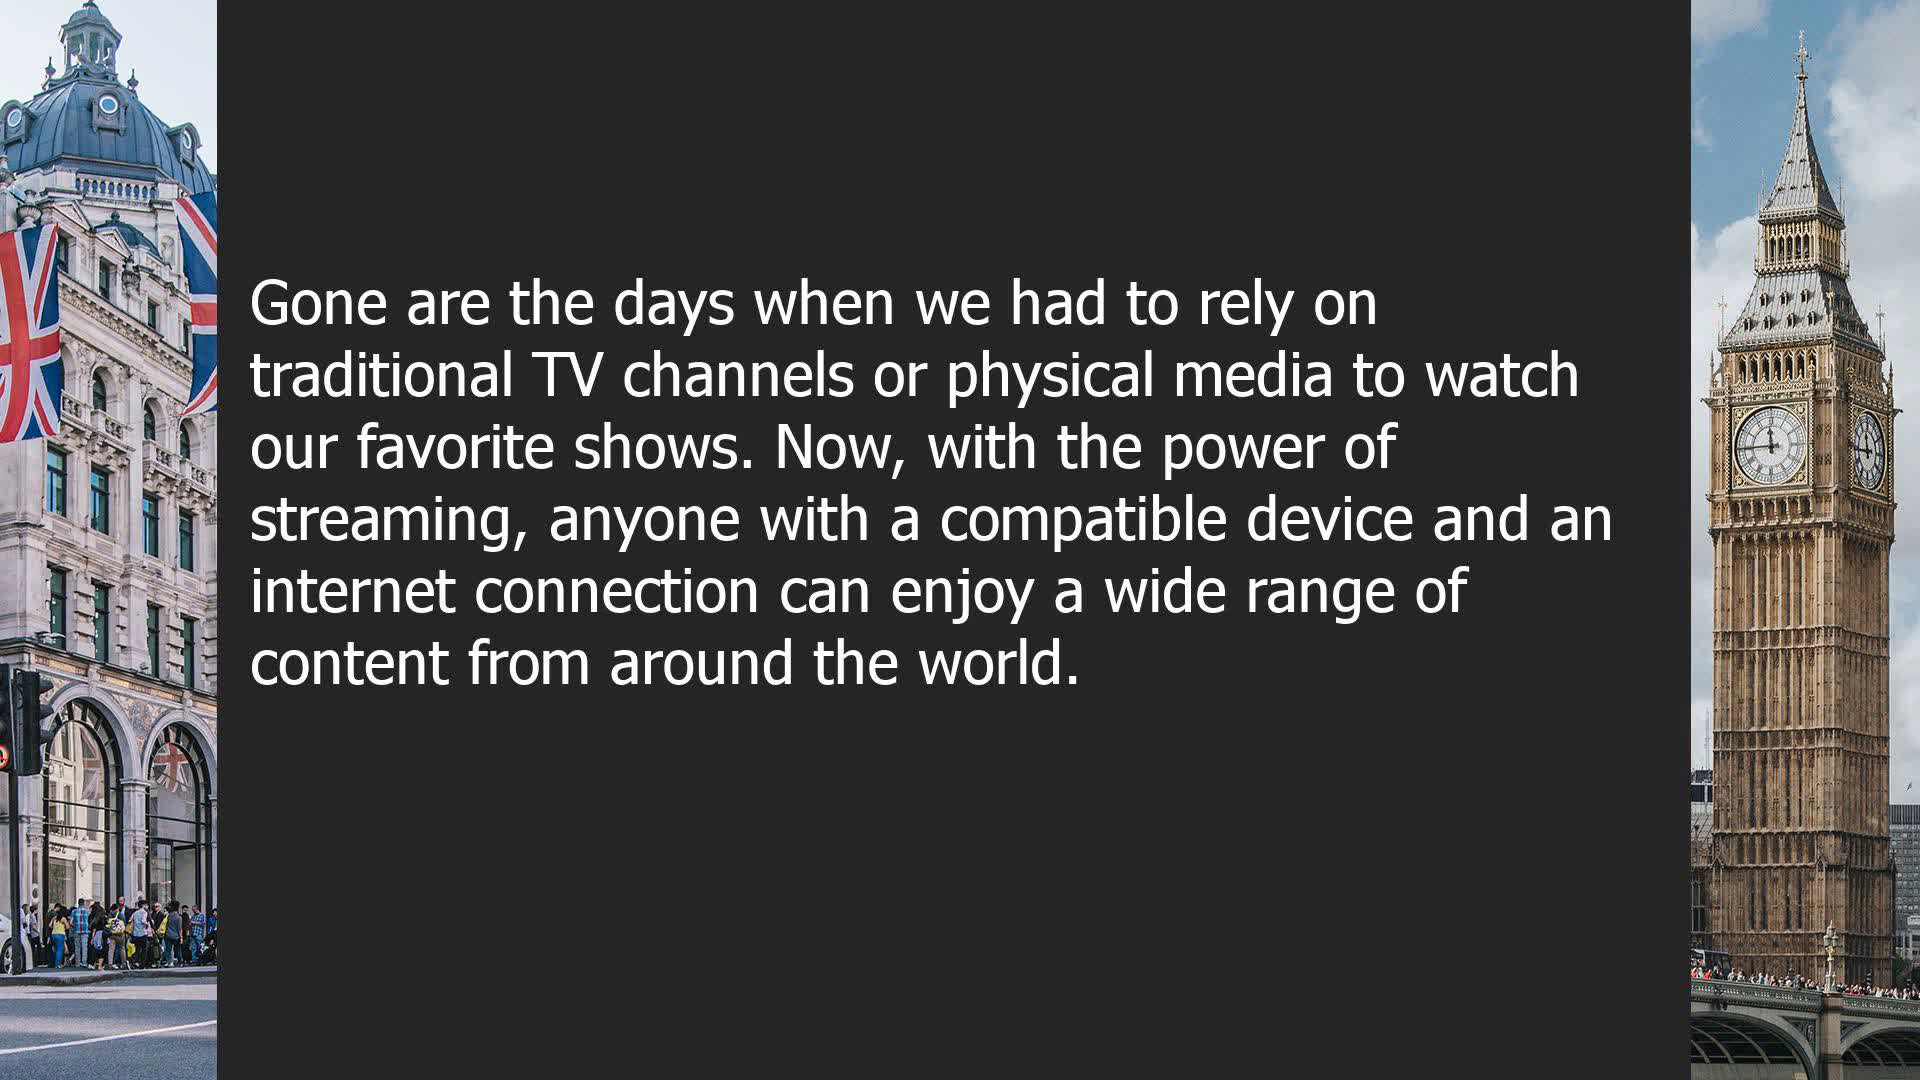 Gone are the days when we had to rely on
traditional TV channels or physical media to watch
our favorite shows. Now, with the power of
streaming, anyone with a compatible device and an
internet connection can enjoy a wide range of
content from around the world.